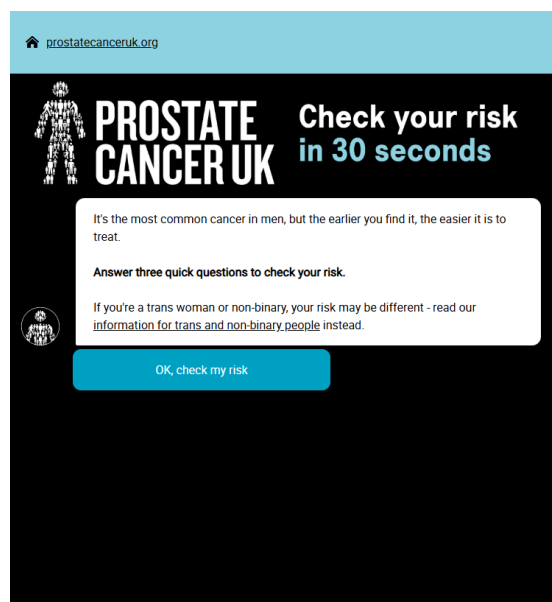 prostatecanceruk.org
PROSTATE
CANCER UK
Check your risk
in 30 seconds
It's the most common cancer in men, but the earlier you find it, the easier it is to
treat.
Answer three quick questions to check your risk.
If you're a trans woman or non-binary, your risk may be different - read our
information for trans and non-binary people instead.
OK, check my risk